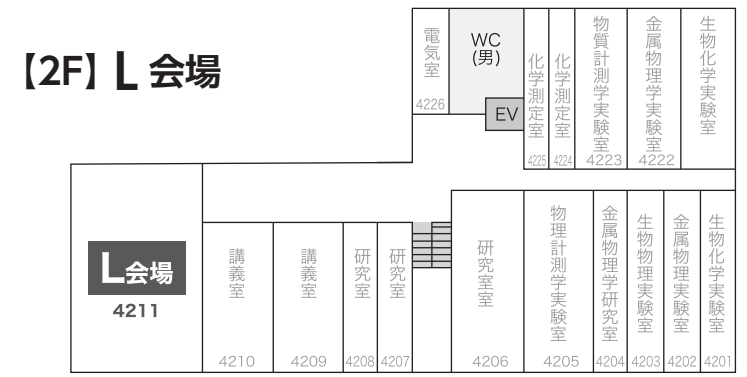 【2F】L 会場
電気室
4226
WC
(男)
EV
化学測定室
4225
化学測定室
4224
物質計測学実験室
4223
金属物理学実験室
4222
生物化学実験室
L会場
4211
講義室
4210
講義室
4209
研究室
4208
研究室
4207
研究室室
4206
物理計測学実験室
4205
金属物理学研究室
4204
生物物理実験室
4203
金属物理実験室
4202
生物化学実験室
4201